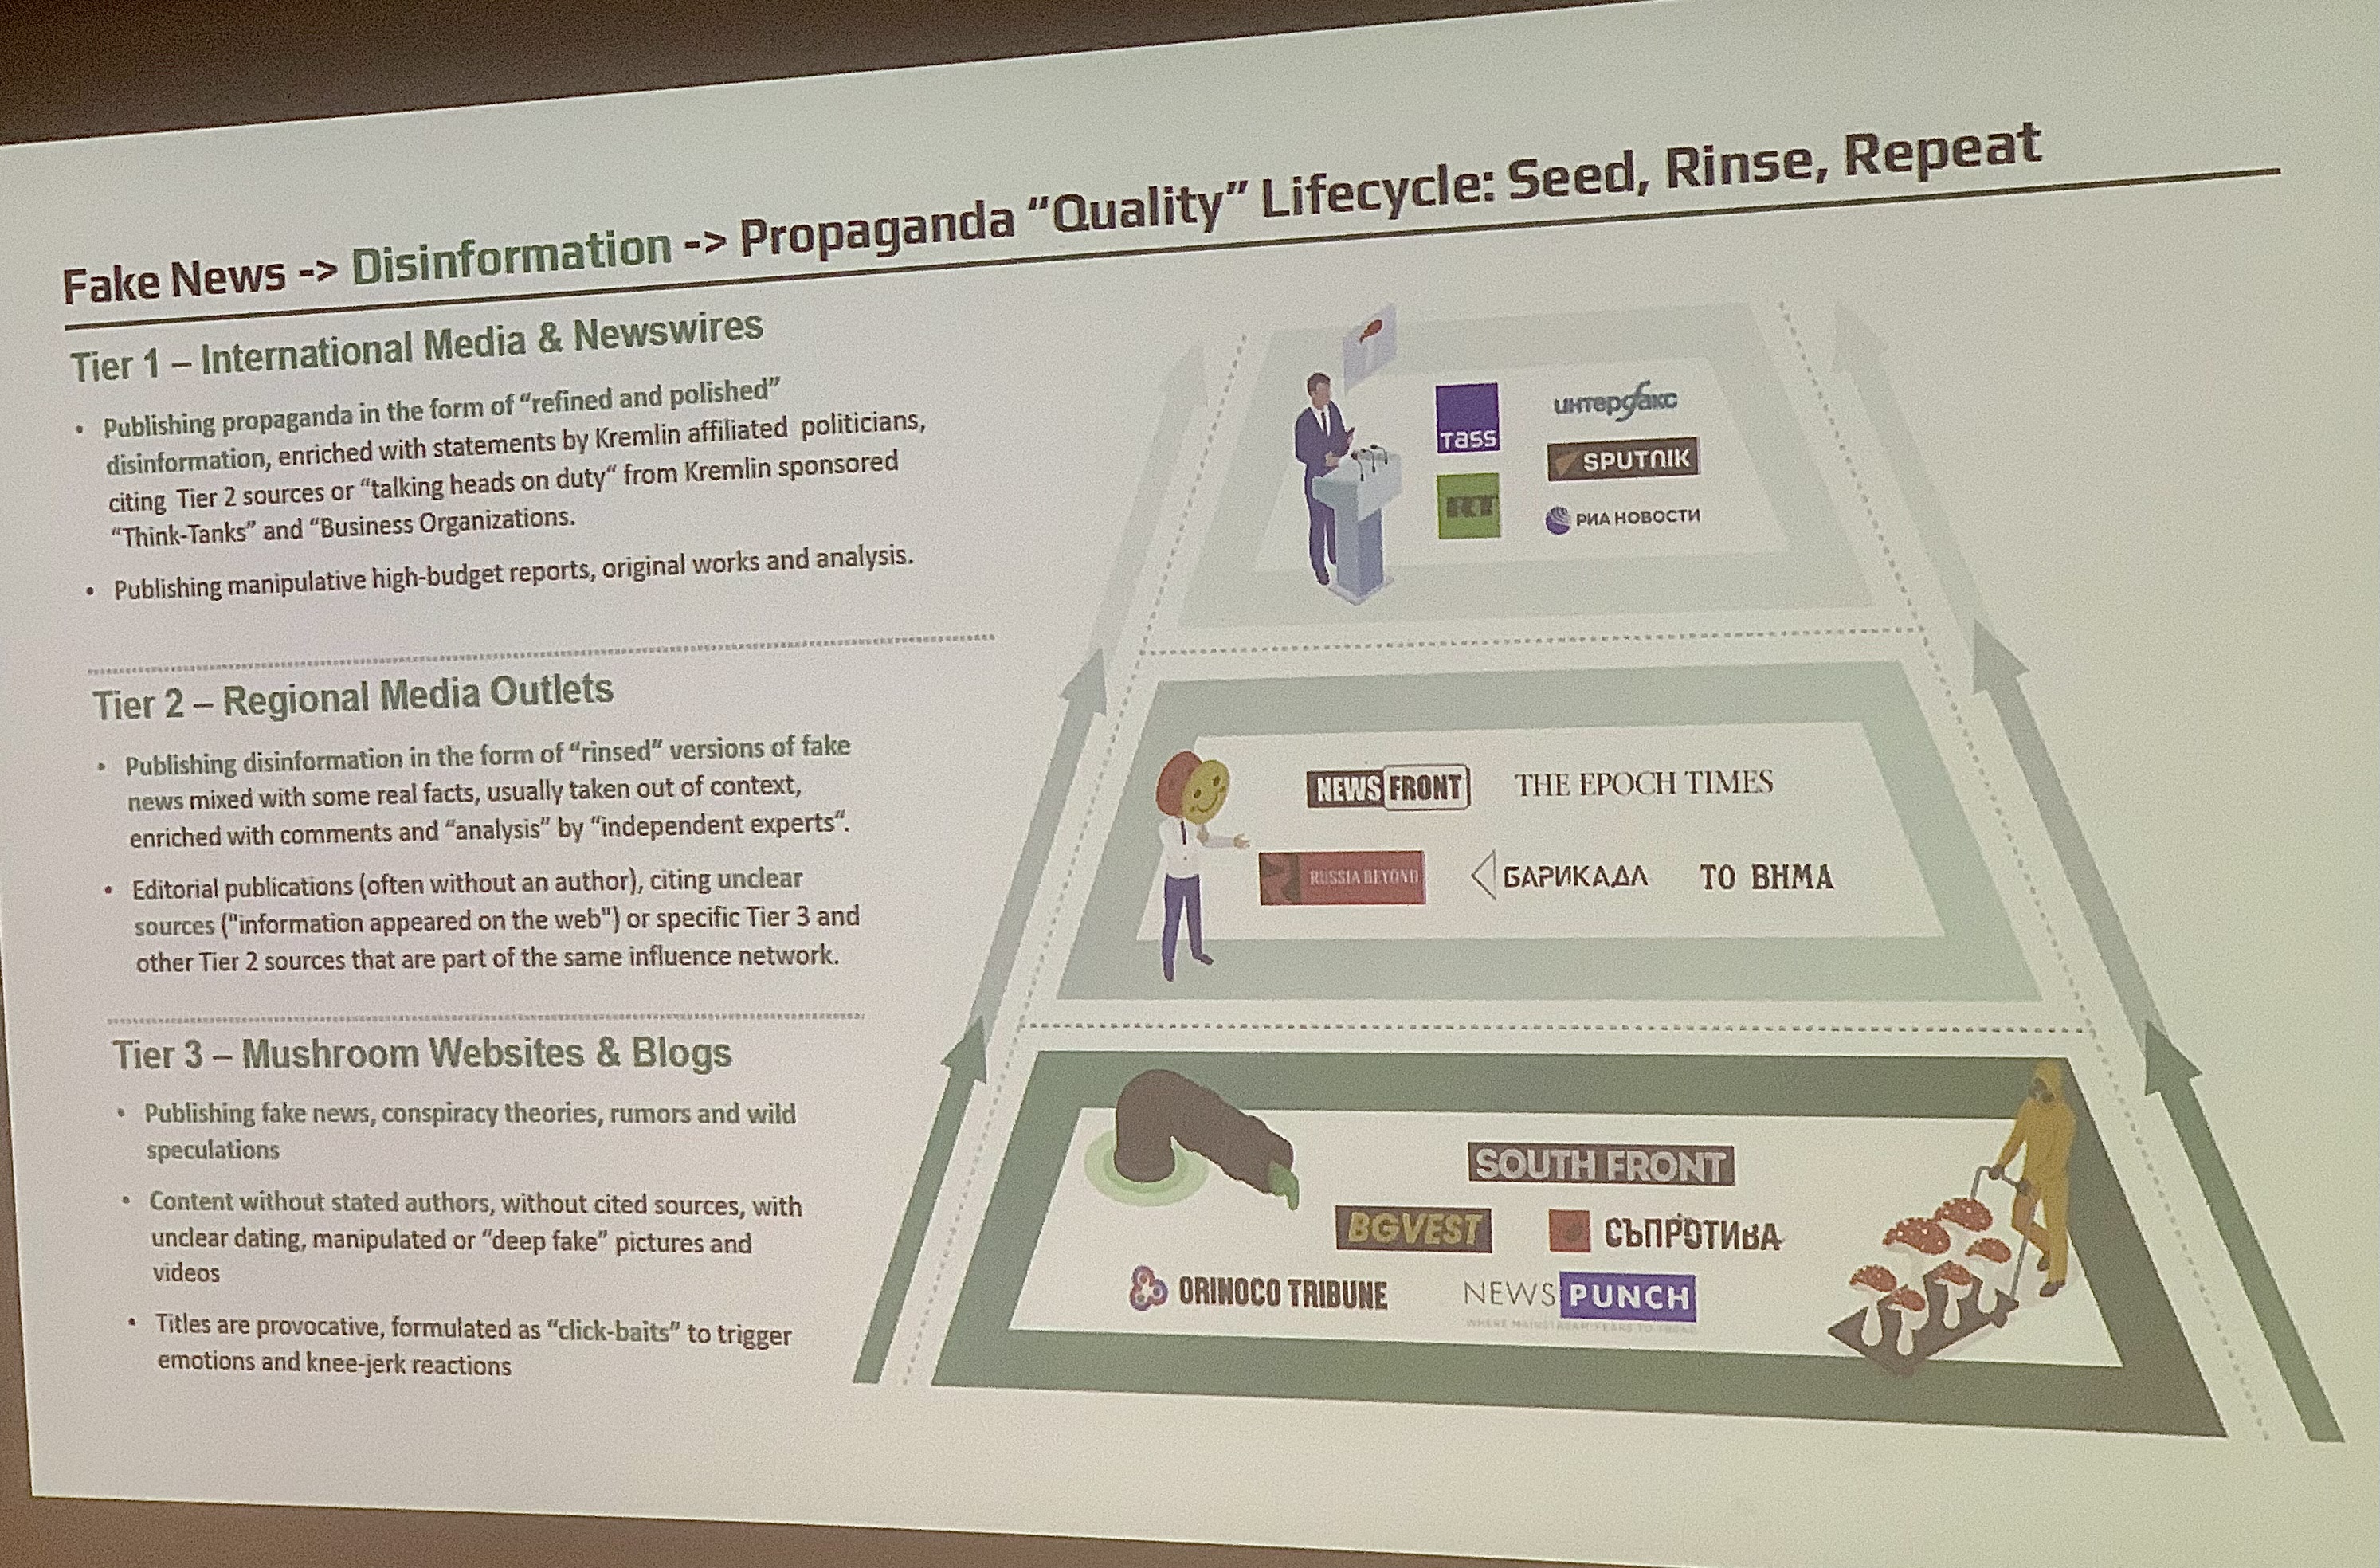 Fake News -> Disinformation -> Propaganda “Quality” Lifecycle: Seed, Rinse, Repeat
Tier 1 – International Media & Newswires
• Publishing propaganda in the form of “refined and polished”
disinformation, enriched with statements by Kremlin affiliated politicians,
citing Tier 2 sources or “talking heads on duty“ from Kremlin sponsored
“Think-Tanks” and “Business Organizations.
• Publishing manipulative high-budget reports, original works and analysis.
Tier 2 – Regional Media Outlets
• Publishing disinformation in the form of “rinsed“ versions of fake
news mixed with some real facts, usually taken out of context,
enriched with comments and “analysis” by “independent experts“.
• Editorial publications (often without an author), citing unclear
sources ("information appeared on the web") or specific Tier 3 and
other Tier 2 sources that are part of the same influence network.
Tier 3 – Mushroom Websites & Blogs
• Publishing fake news, conspiracy theories, rumors and wild
speculations
• Content without stated authors, without cited sources, with
unclear dating, manipulated or “deep fake” pictures and
videos
• Titles are provocative, formulated as “click-baits” to trigger
emotions and knee-jerk reactions
TASS
интерфакс
SPUTNIK
RT
РИА НОВОСТИ
NEWS FRONT
THE EPOCH TIMES
RUSSIA BEYOND
БАРИКАДА
ΤΟ ΒΗΜΑ
SOUTH FRONT
BGVEST
СЪПРОТИВА
ORINOCO TRIBUNE
NEWS PUNCH